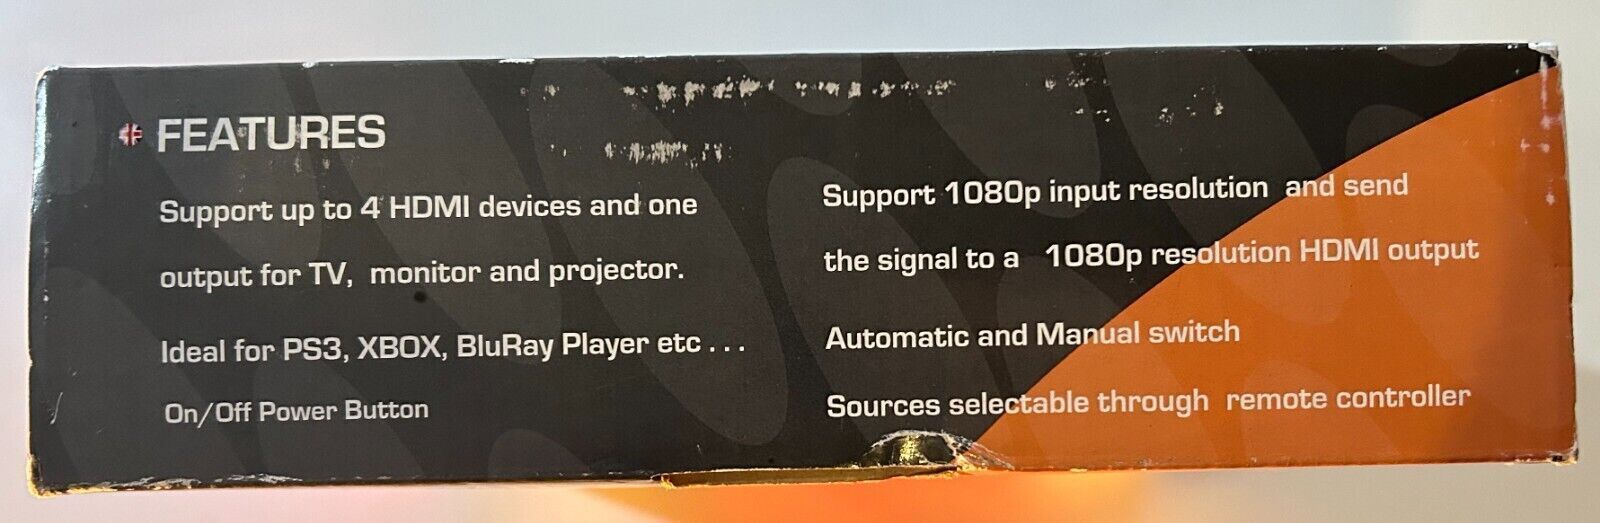 FEATURES
Support up to 4 HDMI devices and one
output for TV, monitor and projector.
Ideal for PS3, XBOX, BluRay Player etc . . .
On/Off Power Button
Support 1080p input resolution and send
the signal to a 1080p resolution HDMI output
Automatic and Manual switch
Sources selectable through remote controller